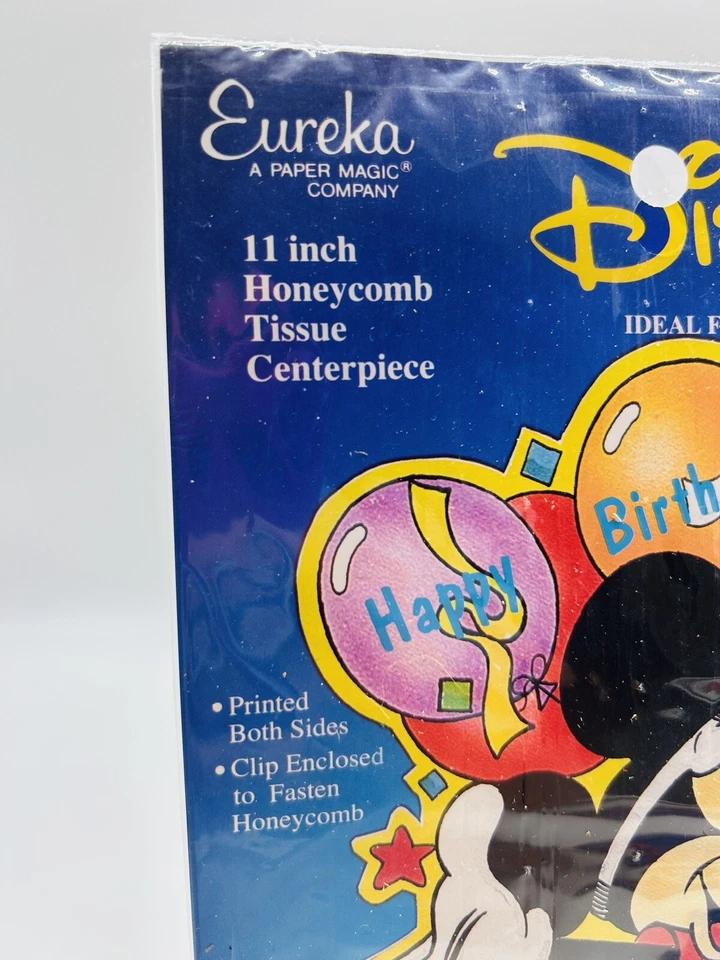 Eureka
A PAPER MAGIC®
COMPANY
11 inch
Honeycomb
Tissue
Centerpiece
IDEAL F
Birth
Happy
• Printed
Both Sides
• Clip Enclosed
to Fasten
Honeycomb